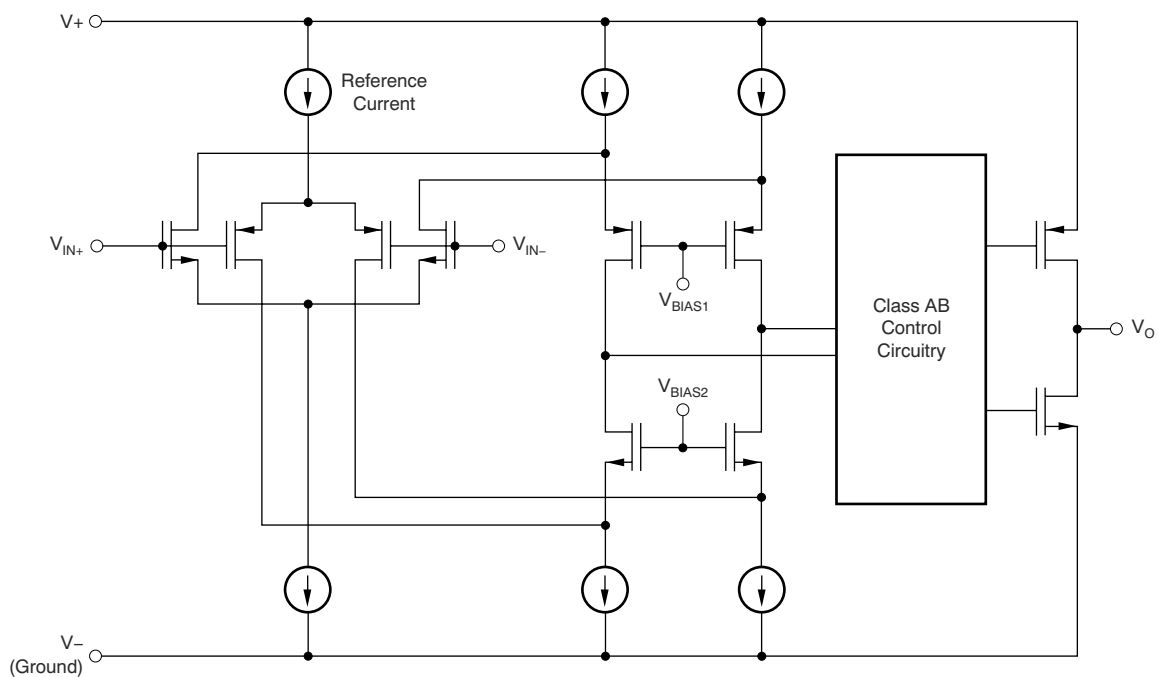 V+
Reference
Current
V_IN+
V_IN−
V_BIAS1
V_BIAS2
Class AB
Control
Circuitry
V_O
V−
(Ground)